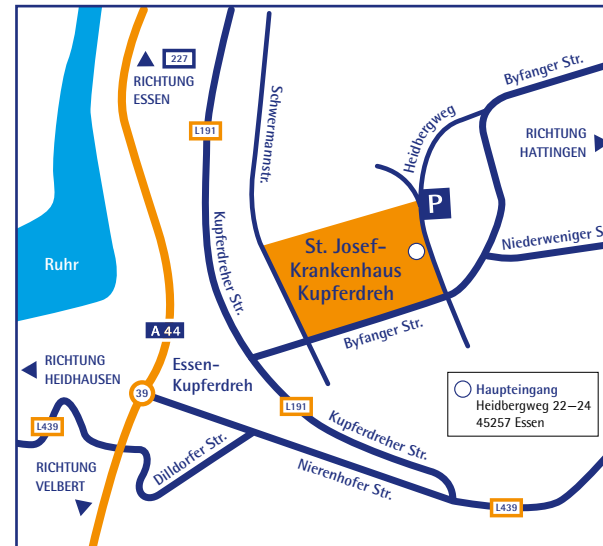 227
RICHTUNG
ESSEN
Byfanger Str.
Schwermannstr.
Heidbergweg
RICHTUNG
HATTINGEN
L191
P
Kupferdreher Str.
St. Josef-
Krankenhaus
Kupferdreh
Niederweniger Str.
Ruhr
A 44
Byfanger Str.
RICHTUNG
HEIDHAUSEN
Essen-
Kupferdreh
39
L191
Haupteingang
Heidbergweg 22–24
45257 Essen
L439
Kupferdreher Str.
Dilldorfer Str.
RICHTUNG
VELBERT
Nierenhofer Str.
L439